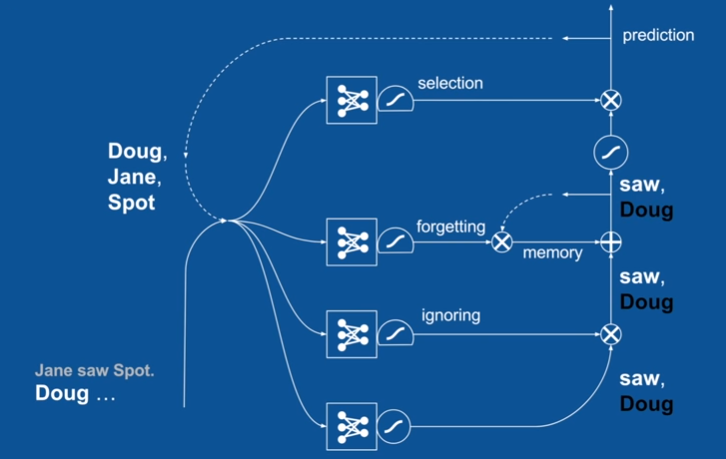 prediction
selection
Doug,
Jane,
Spot
saw,
Doug
forgetting
memory
saw,
Doug
ignoring
Jane saw Spot.
Doug ...
saw,
Doug